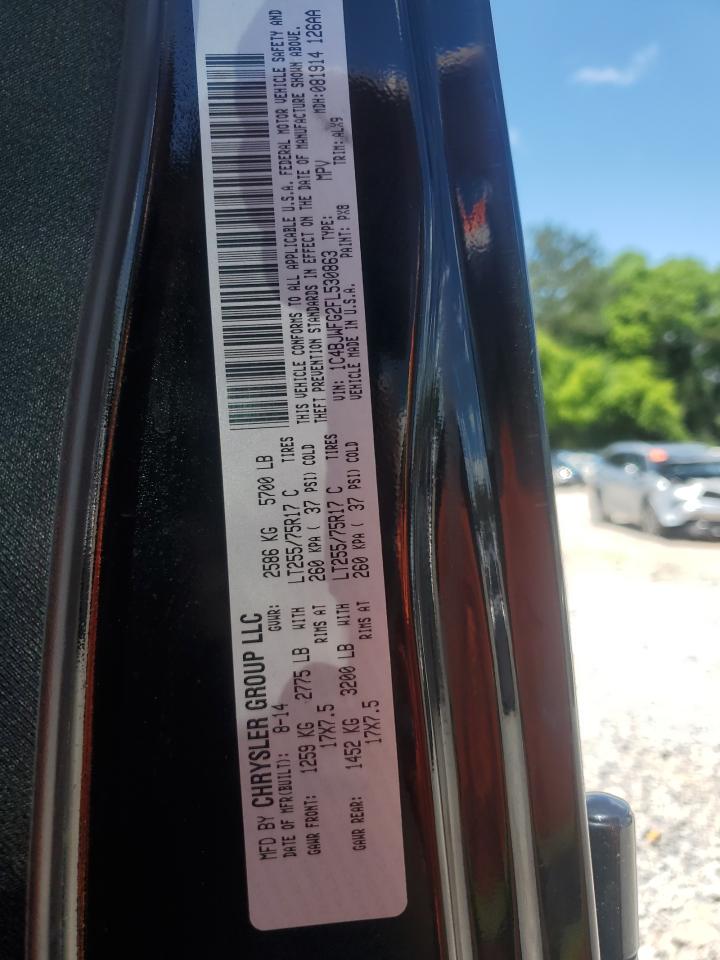 MFD BY CHRYSLER GROUP LLC
DATE OF MFR(BUILT): 8-14 GVWR: 2586 KG 5700 LB
GAWR FRONT: 1259 KG 2775 LB WITH LT255/75R17 C TIRES
17X7.5 RIMS AT 260 KPA ( 37 PSI) COLD
GAWR REAR: 1452 KG 3200 LB WITH LT255/75R17 C TIRES
17X7.5 RIMS AT 260 KPA ( 37 PSI) COLD
THIS VEHICLE CONFORMS TO ALL APPLICABLE U.S.A. FEDERAL MOTOR VEHICLE SAFETY AND
THEFT PREVENTION STANDARDS IN EFFECT ON THE DATE OF MANUFACTURE SHOWN ABOVE.
VIN: 1C4BJWFG2FL530863 TYPE: MPV MDH:081914 126AA
VEHICLE MADE IN U.S.A. PAINT: PX8 TRIM:ALX9